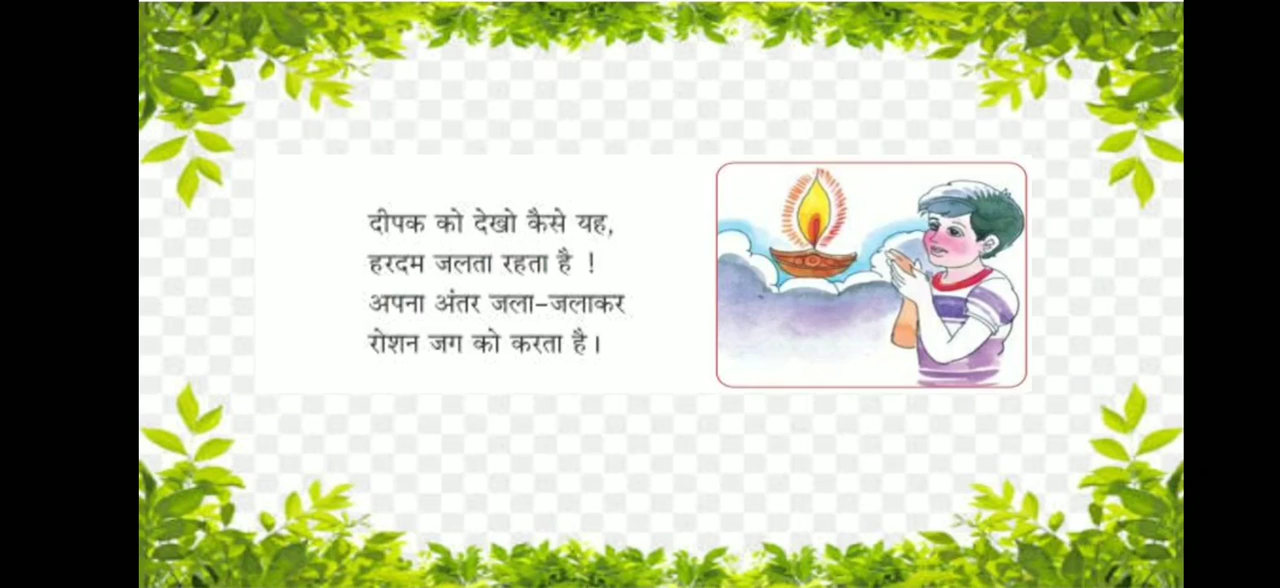 दीपक को देखो कैसे यह,
हरदम जलता रहता है !
अपना अंतर जला-जलाकर
रोशन जग को करता है।